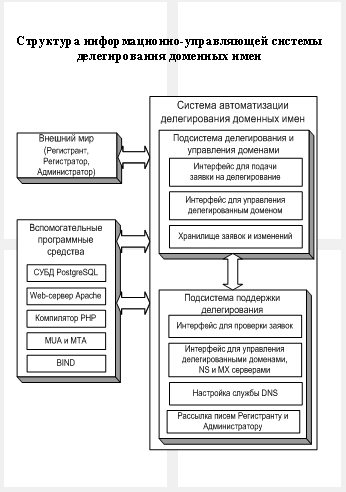 Структура информационно-управляющей системы
делегирования доменных имен
Система автоматизации
делегирования доменных имен
Внешний мир
(Регистрант,
Регистратор,
Администратор)
Подсистема делегирования и
управления доменами
Интерфейс для подачи
заявки на делегирование
Интерфейс для управления
делегированным доменом
Хранилище заявок и изменений
Вспомогательные
программные
средства
СУБД PostgreSQL
Web-сервер Apache
Компилятор PHP
MUA и MTA
BIND
Подсистема поддержки
делегирования
Интерфейс для проверки заявок
Интерфейс для управления
делегированными доменами,
NS и MX серверами
Настройка службы DNS
Рассылка писем Регистранту и
Администратору